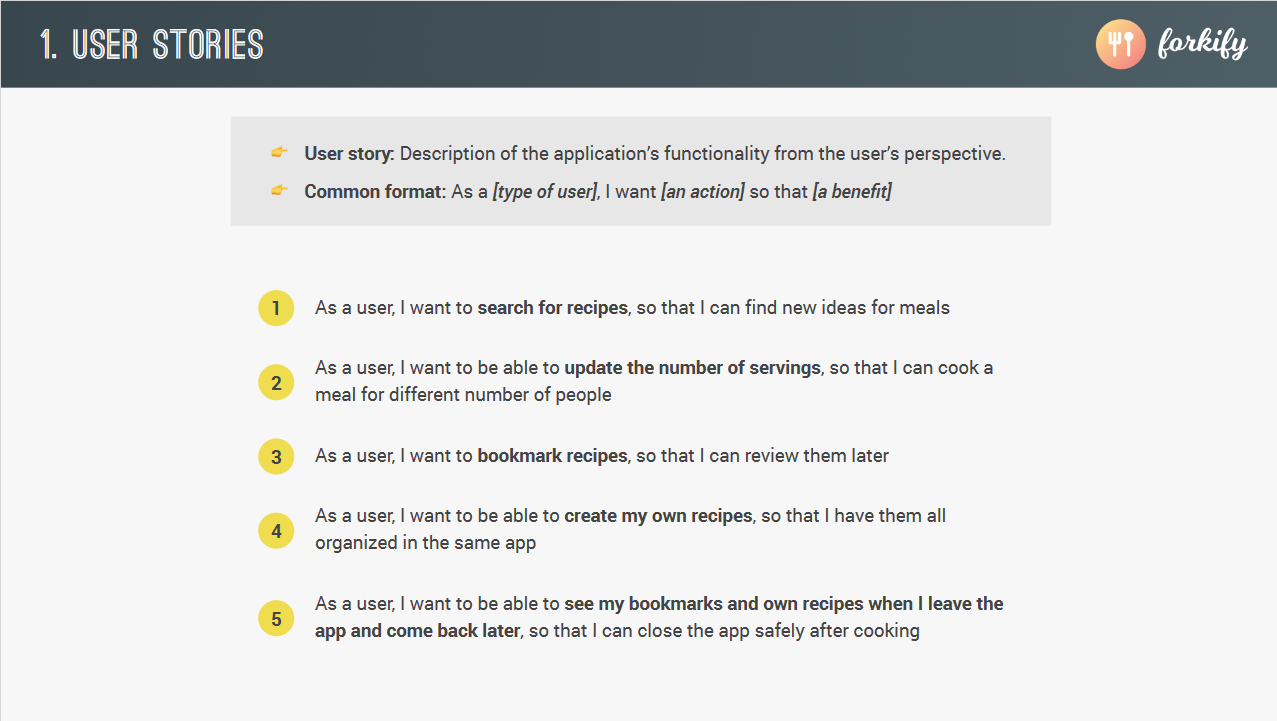 1. USER STORIES
forkify
👉 User story: Description of the application’s functionality from the user’s perspective.
👉 Common format: As a [type of user], I want [an action] so that [a benefit]
1 As a user, I want to search for recipes, so that I can find new ideas for meals
2 As a user, I want to be able to update the number of servings, so that I can cook a
meal for different number of people
3 As a user, I want to bookmark recipes, so that I can review them later
4 As a user, I want to be able to create my own recipes, so that I have them all
organized in the same app
5 As a user, I want to be able to see my bookmarks and own recipes when I leave the
app and come back later, so that I can close the app safely after cooking